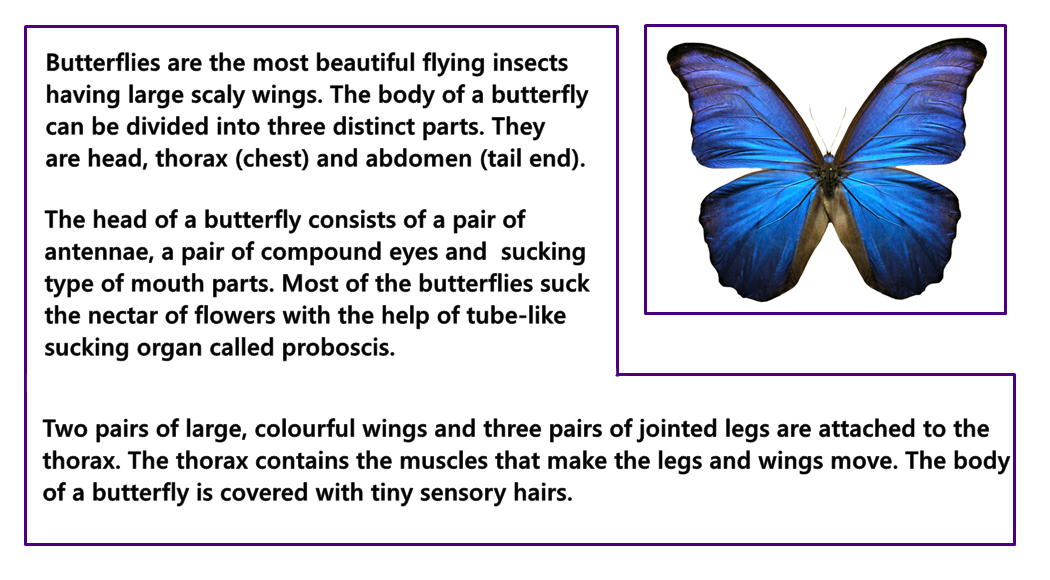 Butterflies are the most beautiful flying insects
having large scaly wings. The body of a butterfly
can be divided into three distinct parts. They
are head, thorax (chest) and abdomen (tail end).
The head of a butterfly consists of a pair of
antennae, a pair of compound eyes and  sucking
type of mouth parts. Most of the butterflies suck
the nectar of flowers with the help of tube-like
sucking organ called proboscis.
Two pairs of large, colourful wings and three pairs of jointed legs are attached to the
thorax. The thorax contains the muscles that make the legs and wings move. The body
of a butterfly is covered with tiny sensory hairs.